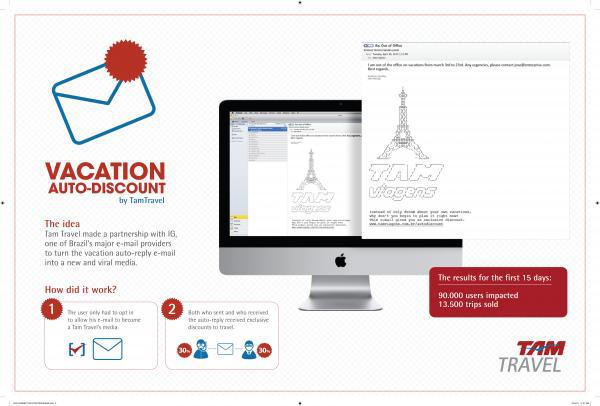 VACATION
AUTO-DISCOUNT
by TamTravel
The idea
Tam Travel made a partnership with IG,
one of Brazil's major e-mail providers
to turn the vacation auto-reply e-mail
into a new and viral media.
How did it work?
1
The user only had to opt in
to allow his e-mail to become
a Tam Travel's media.
2
Both who sent and who received
the auto-reply received exclusive
discounts to travel.
30%
30%
Re: Out of Office
I am out of the office on vacations from march 3rd to 23rd. Any urgencies, please contact
Best regards.
TAM
viagens
Instead of only dream about your own vacations,
why don't you begin to plan it right now?
This e-mail gives you an exclusive discount.
www.tamviagens.com.br/autodiscount
TAM
viagens
The results for the first 15 days:
90.000 users impacted
13.500 trips sold
TAM
TRAVEL